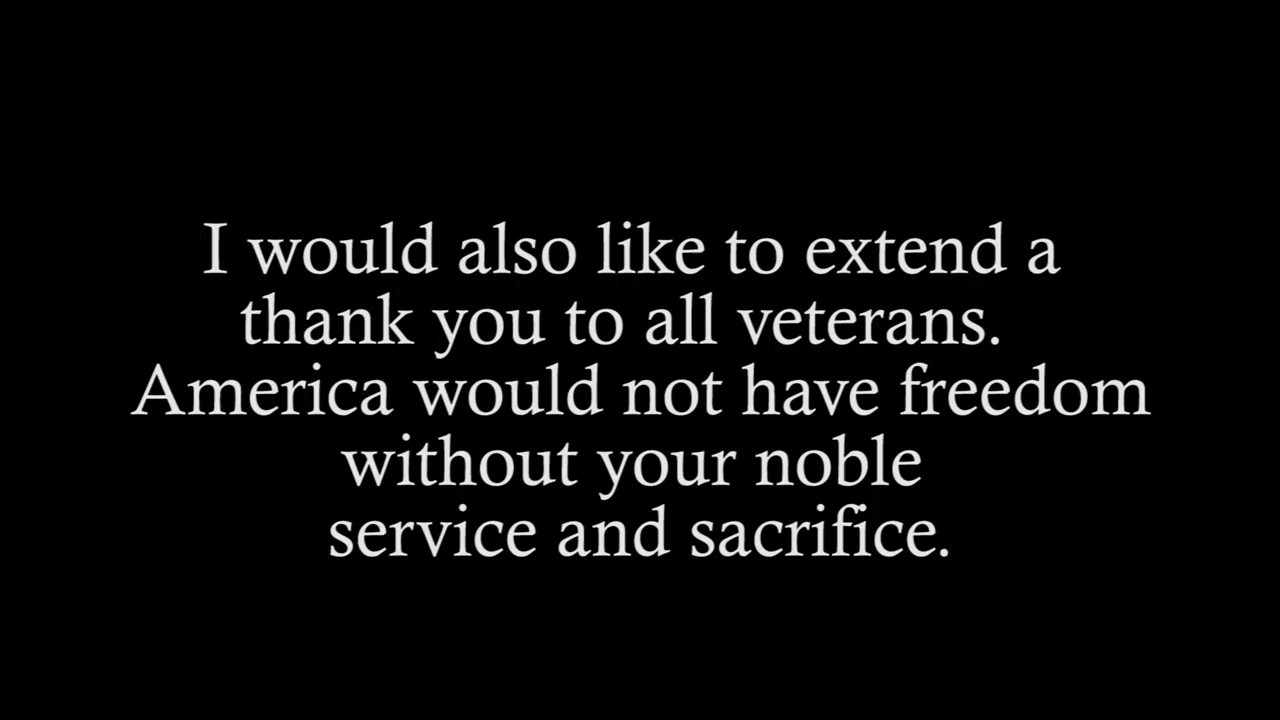 I would also like to extend a
thank you to all veterans.
America would not have freedom
without your noble
service and sacrifice.